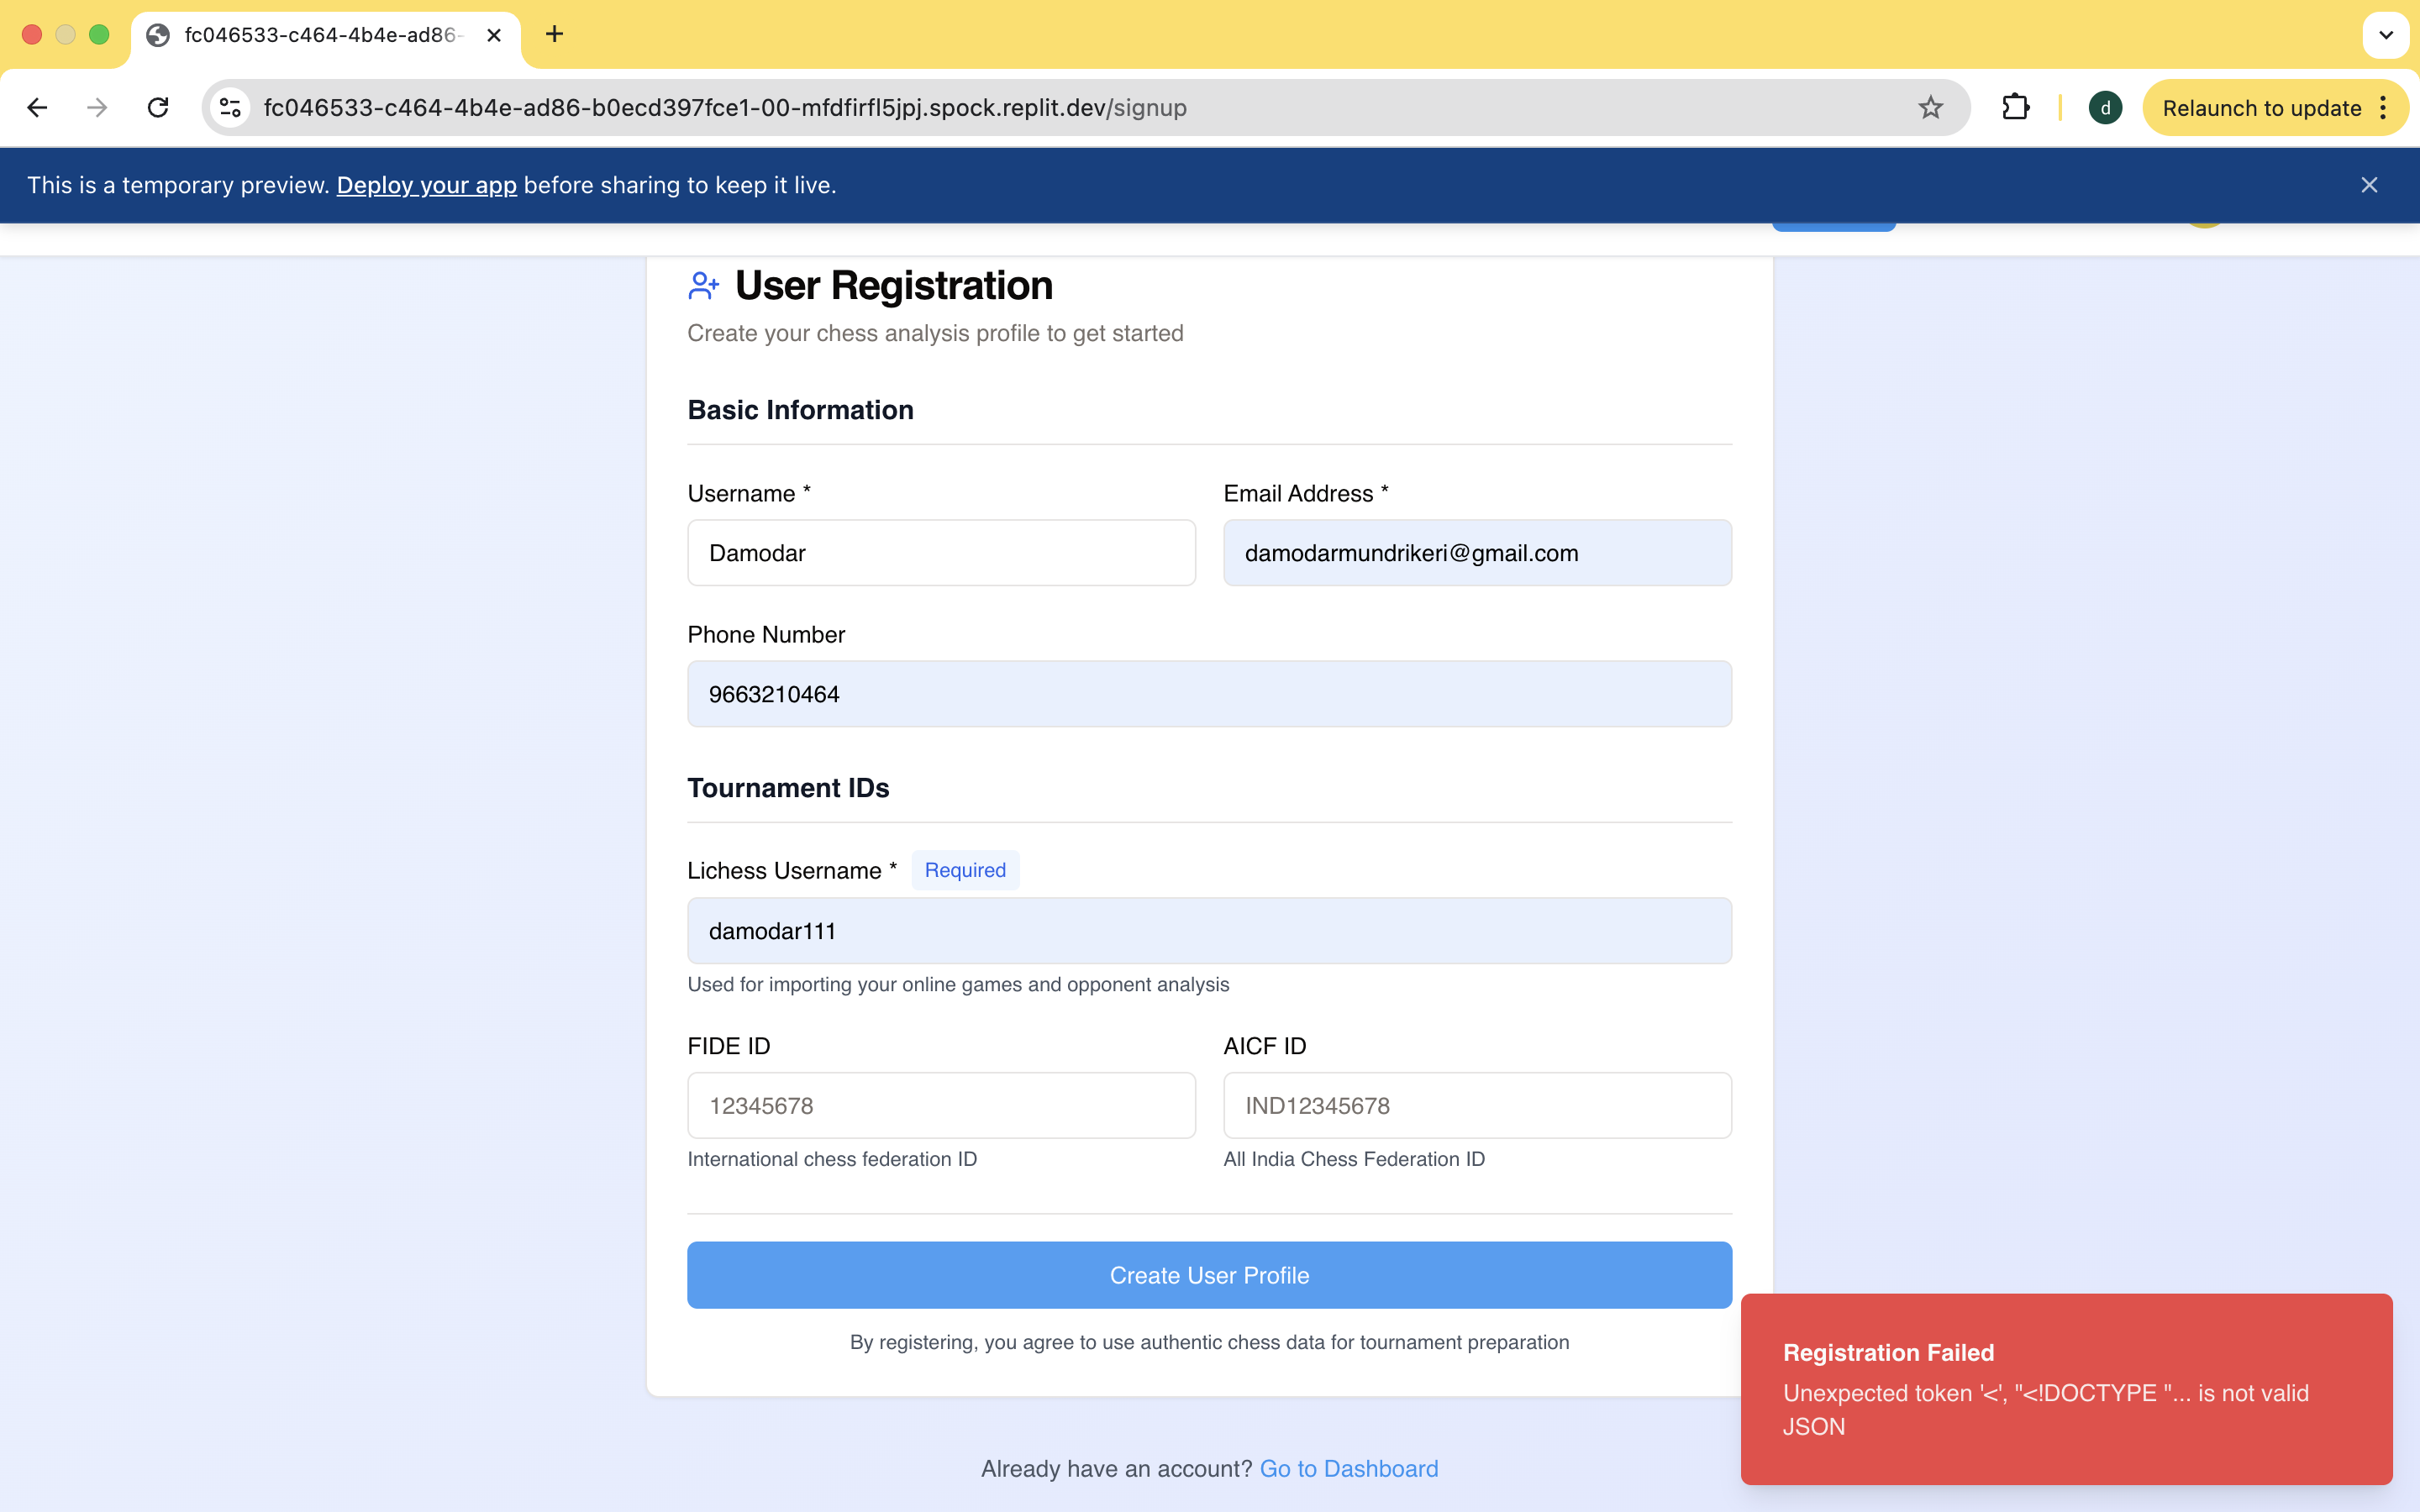 fc046533-c464-4b4e-ad86-
fc046533-c464-4b4e-ad86-b0ecd397fce1-00-mfdfirfl5jpj.spock.replit.dev/signup
d
Relaunch to update
This is a temporary preview. Deploy your app before sharing to keep it live.
User Registration
Create your chess analysis profile to get started
Basic Information
Username *
Email Address *
Damodar
damodarmundrikeri@gmail.com
Phone Number
9663210464
Tournament IDs
Lichess Username * Required
damodar111
Used for importing your online games and opponent analysis
FIDE ID
AICF ID
12345678
IND12345678
International chess federation ID
All India Chess Federation ID
Create User Profile
By registering, you agree to use authentic chess data for tournament preparation
Registration Failed
Unexpected token '<', "<!DOCTYPE "... is not valid
JSON
Already have an account? Go to Dashboard